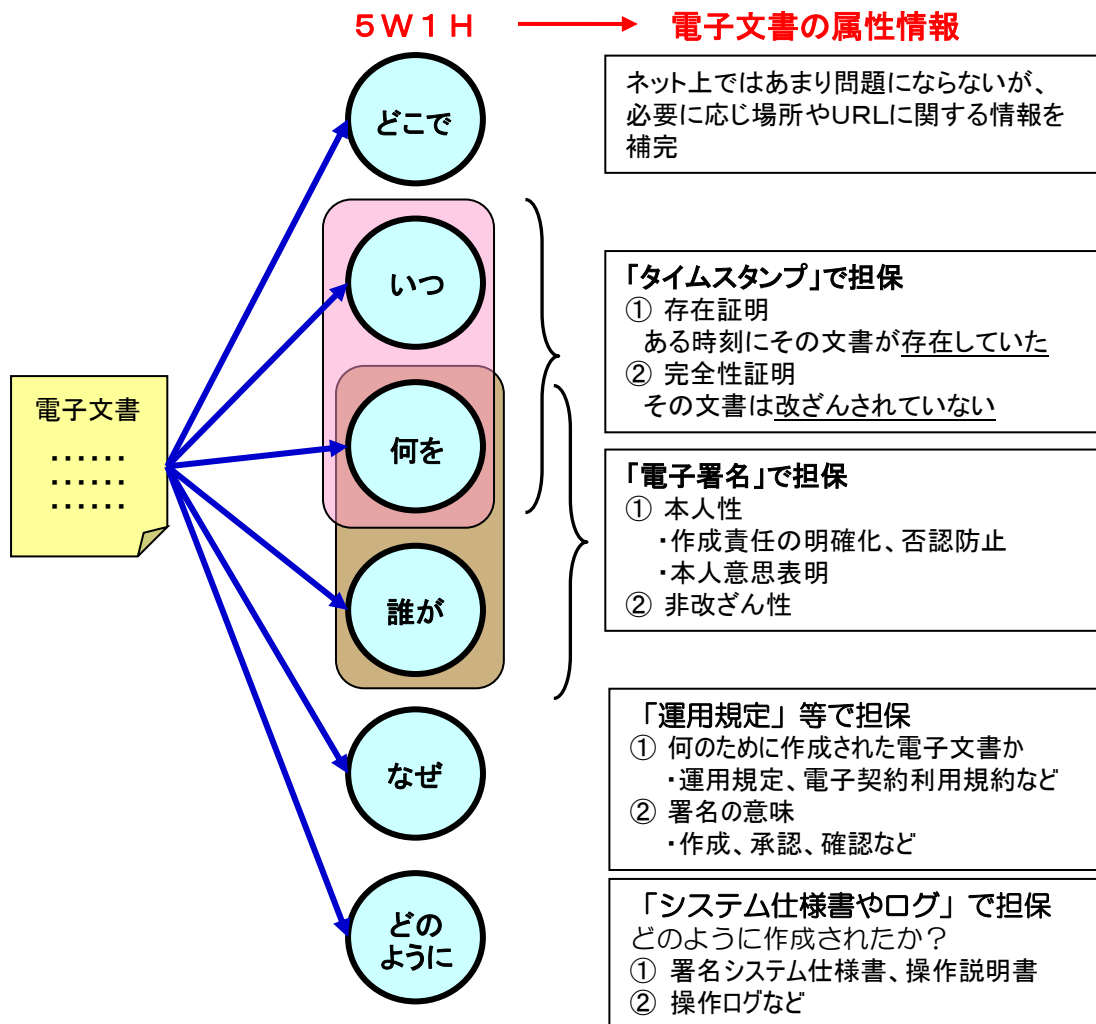 5W1H
電子文書の属性情報
どこで
ネット上ではあまり問題にならないが、
必要に応じ場所やURLに関する情報を
補完
いつ
「タイムスタンプ」で担保
① 存在証明
ある時刻にその文書が存在していた
② 完全性証明
その文書は改ざんされていない
電子文書
・・・・・・
・・・・・・
・・・・・・
何を
「電子署名」で担保
① 本人性
・作成責任の明確化、否認防止
・本人意思表明
② 非改ざん性
誰が
なぜ
「運用規定」等で担保
① 何のために作成された電子文書か
・運用規定、電子契約利用規約など
② 署名の意味
・作成、承認、確認など
どの
ように
「システム仕様書やログ」で担保
どのように作成されたか?
① 署名システム仕様書、操作説明書
② 操作ログなど